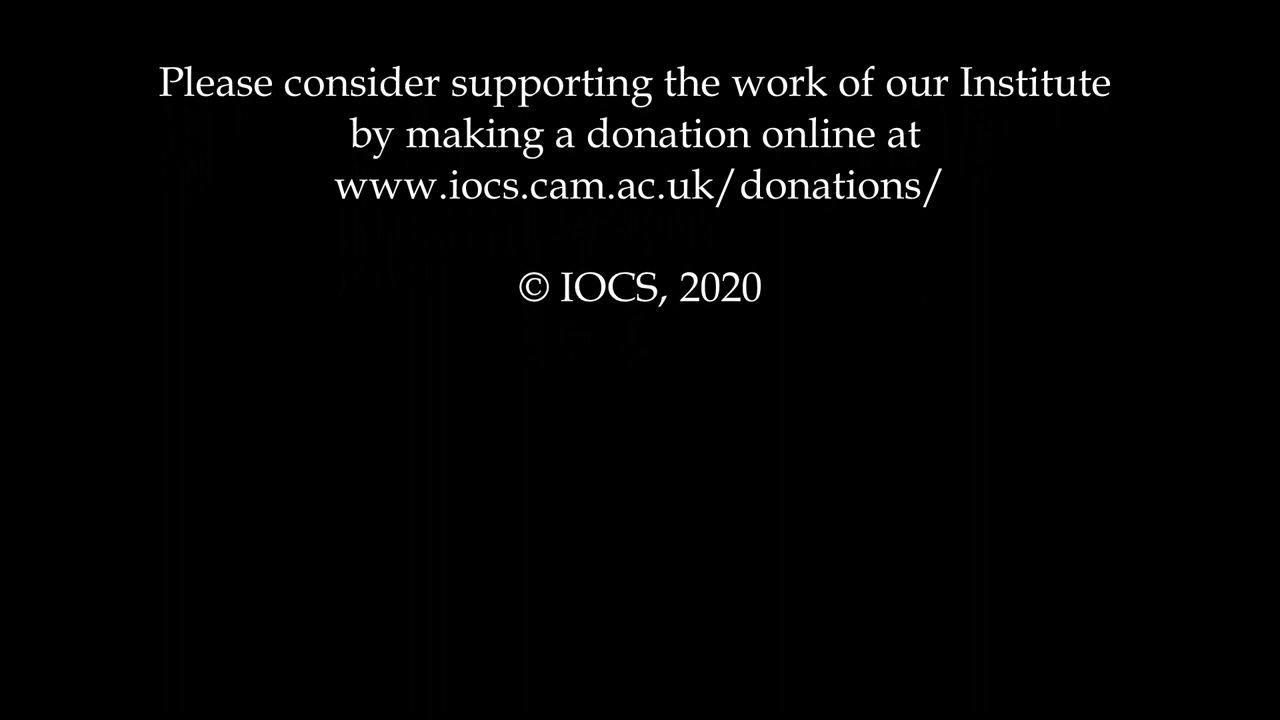 Please consider supporting the work of our Institute
by making a donation online at
www.iocs.cam.ac.uk/donations/
© IOCS, 2020